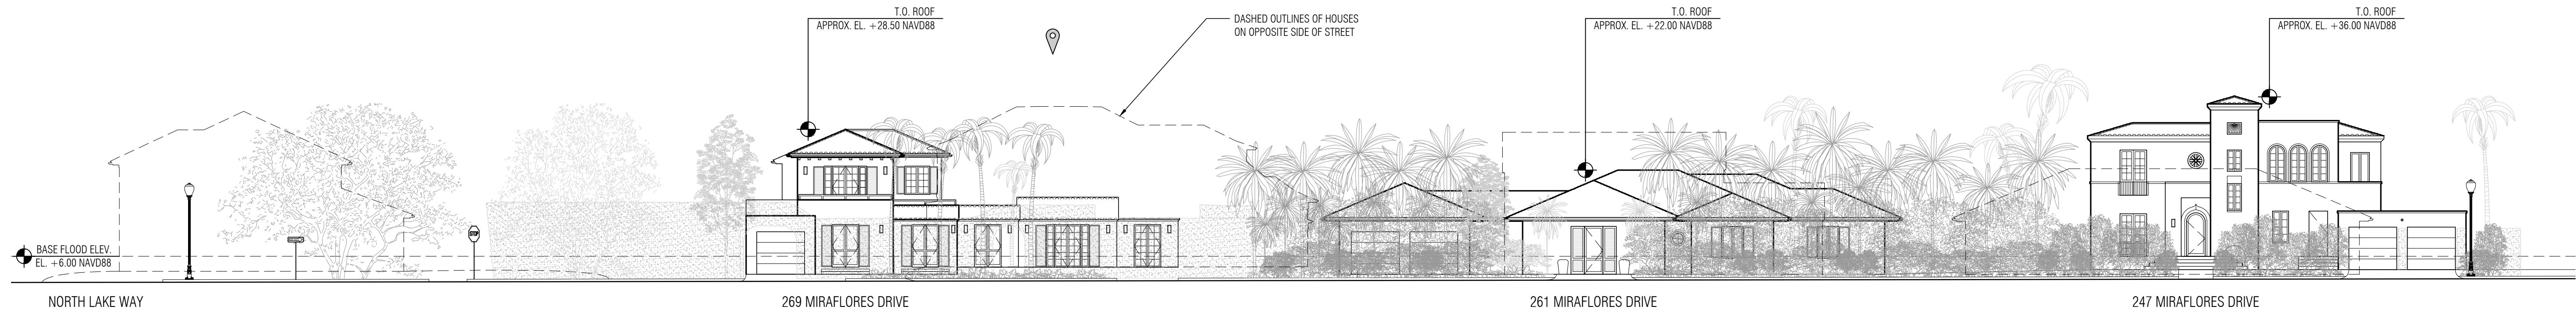 T.O. ROOF
APPROX. EL. +28.50 NAVD88
DASHED OUTLINES OF HOUSES
ON OPPOSITE SIDE OF STREET
T.O. ROOF
APPROX. EL. +22.00 NAVD88
T.O. ROOF
APPROX. EL. +36.00 NAVD88
STOP
BASE FLOOD ELEV.
EL. +6.00 NAVD88
NORTH LAKE WAY
269 MIRAFLORES DRIVE
261 MIRAFLORES DRIVE
247 MIRAFLORES DRIVE